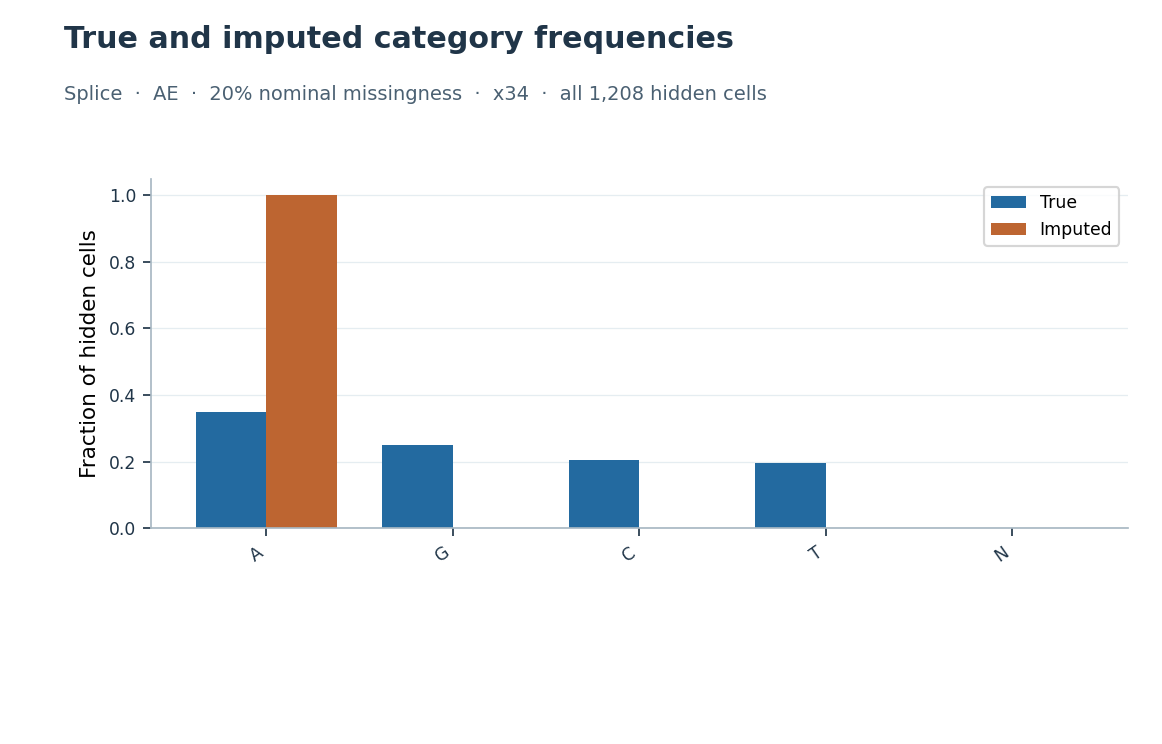 True and imputed category frequencies
Splice · AE · 20% nominal missingness · x34 · all 1,208 hidden cells
Fraction of hidden cells
1.0
0.8
0.6
0.4
0.2
0.0
True
Imputed
A
G
C
T
N